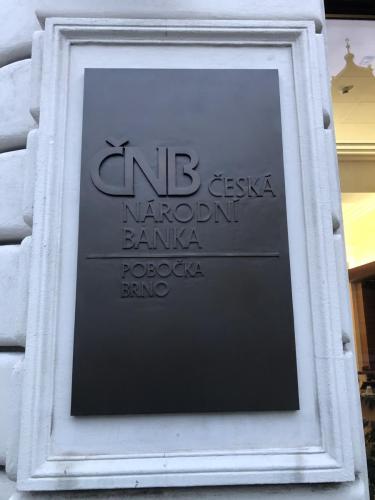 ČNB ČESKÁ
NÁRODNÍ
BANKA
POBOČKA
BRNO